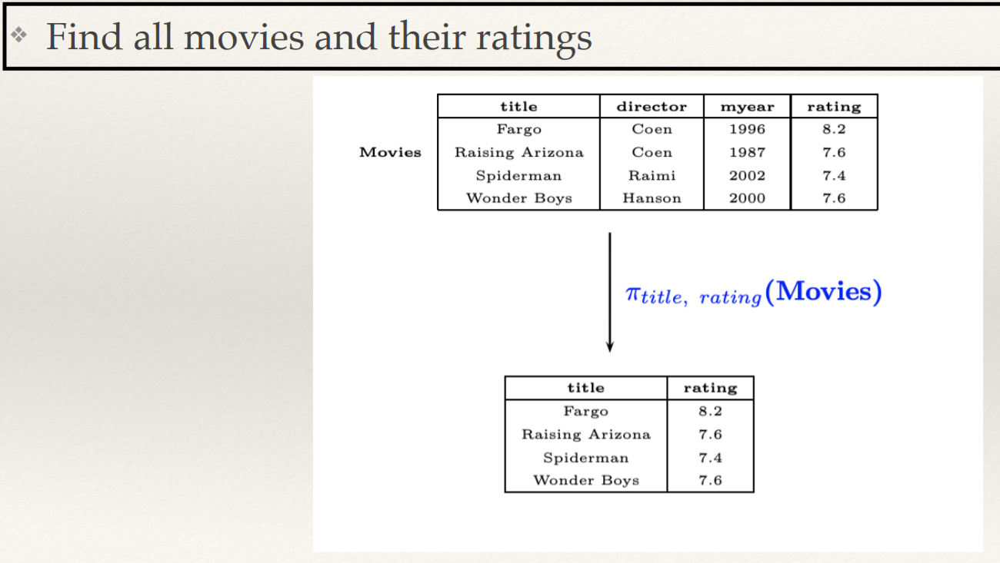 ❖ Find all movies and their ratings
title director myear rating
Fargo Coen 1996 8.2
Movies Raising Arizona Coen 1987 7.6
Spiderman Raimi 2002 7.4
Wonder Boys Hanson 2000 7.6
π title, rating (Movies)
title rating
Fargo 8.2
Raising Arizona 7.6
Spiderman 7.4
Wonder Boys 7.6